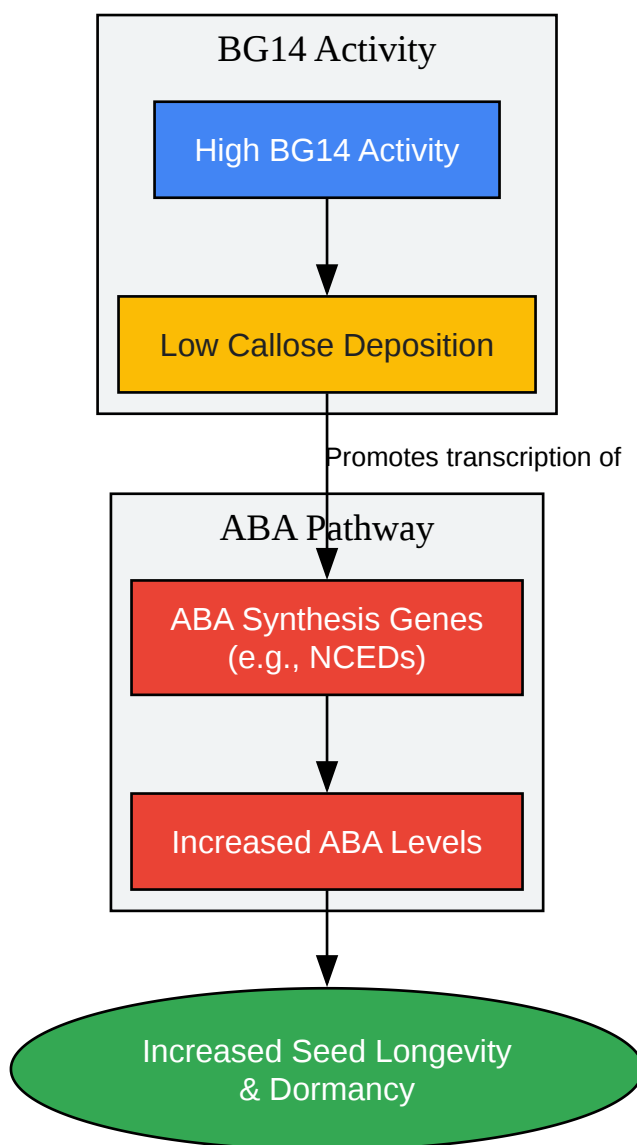 BG14 Activity
High BG14 Activity
Low Callose Deposition
Promotes transcription of
ABA Pathway
ABA Synthesis Genes
(e.g., NCEDs)
Increased ABA Levels
Increased Seed Longevity
& Dormancy